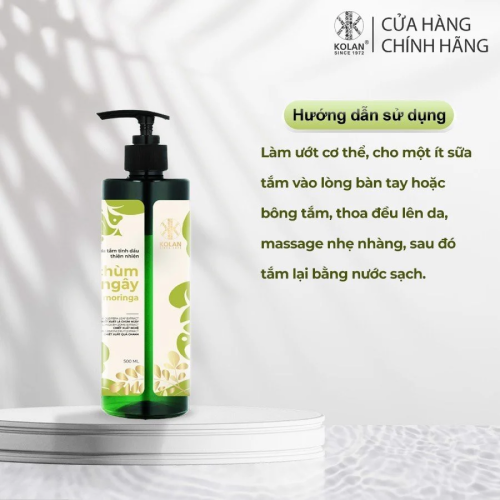 KOLAN®
SINCE 1972
CỬA HÀNG
CHÍNH HÃNG
Hướng dẫn sử dụng
Làm ướt cơ thể, cho một ít sữa
tắm vào lòng bàn tay hoặc
bông tắm, thoa đều lên da,
massage nhẹ nhàng, sau đó
tắm lại bằng nước sạch.
KOLAN
tắm tinh dầu
thiên nhiên
chùm
ngây
moringa
500 ML